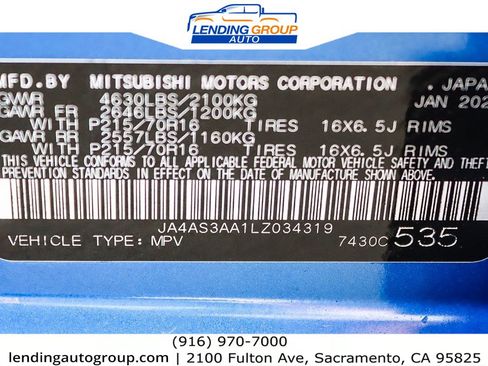 LENDING GROUP
AUTO
MFD.BY MITSUBISHI MOTORS CORPORATION JAPA
GVWR 4630LBS/2100KG JAN 202
GAWR FR 2646LBS/1200KG
WITH P215/70R16 TIRES 16X6.5J RIMS
GAWR RR 2557LBS/1160KG
WITH P215/70R16 TIRES 16X6.5J RIMS
THIS VEHICLE CONFORMS TO ALL APPLICABLE FEDERAL MOTOR VEHICLE SAFETY AND THEFT
PREVENTION STANDARDS IN EFFECT ON THE DATE OF MANUFACTURE SHOWN ABOVE.
JA4AS3AA1LZ034319
VEHICLE TYPE: MPV 7430C 535
(916) 970-7000
lendingautogroup.com | 2100 Fulton Ave, Sacramento, CA 95825